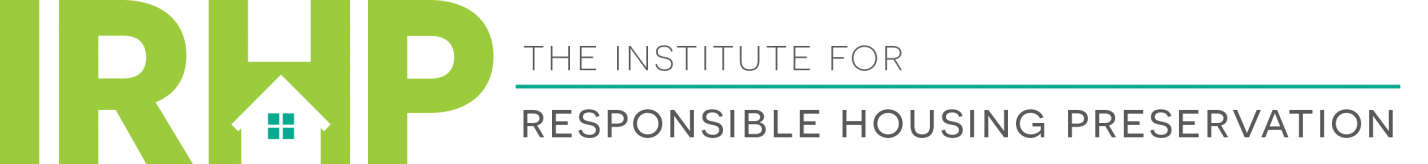 IRHP
THE INSTITUTE FOR
RESPONSIBLE HOUSING PRESERVATION